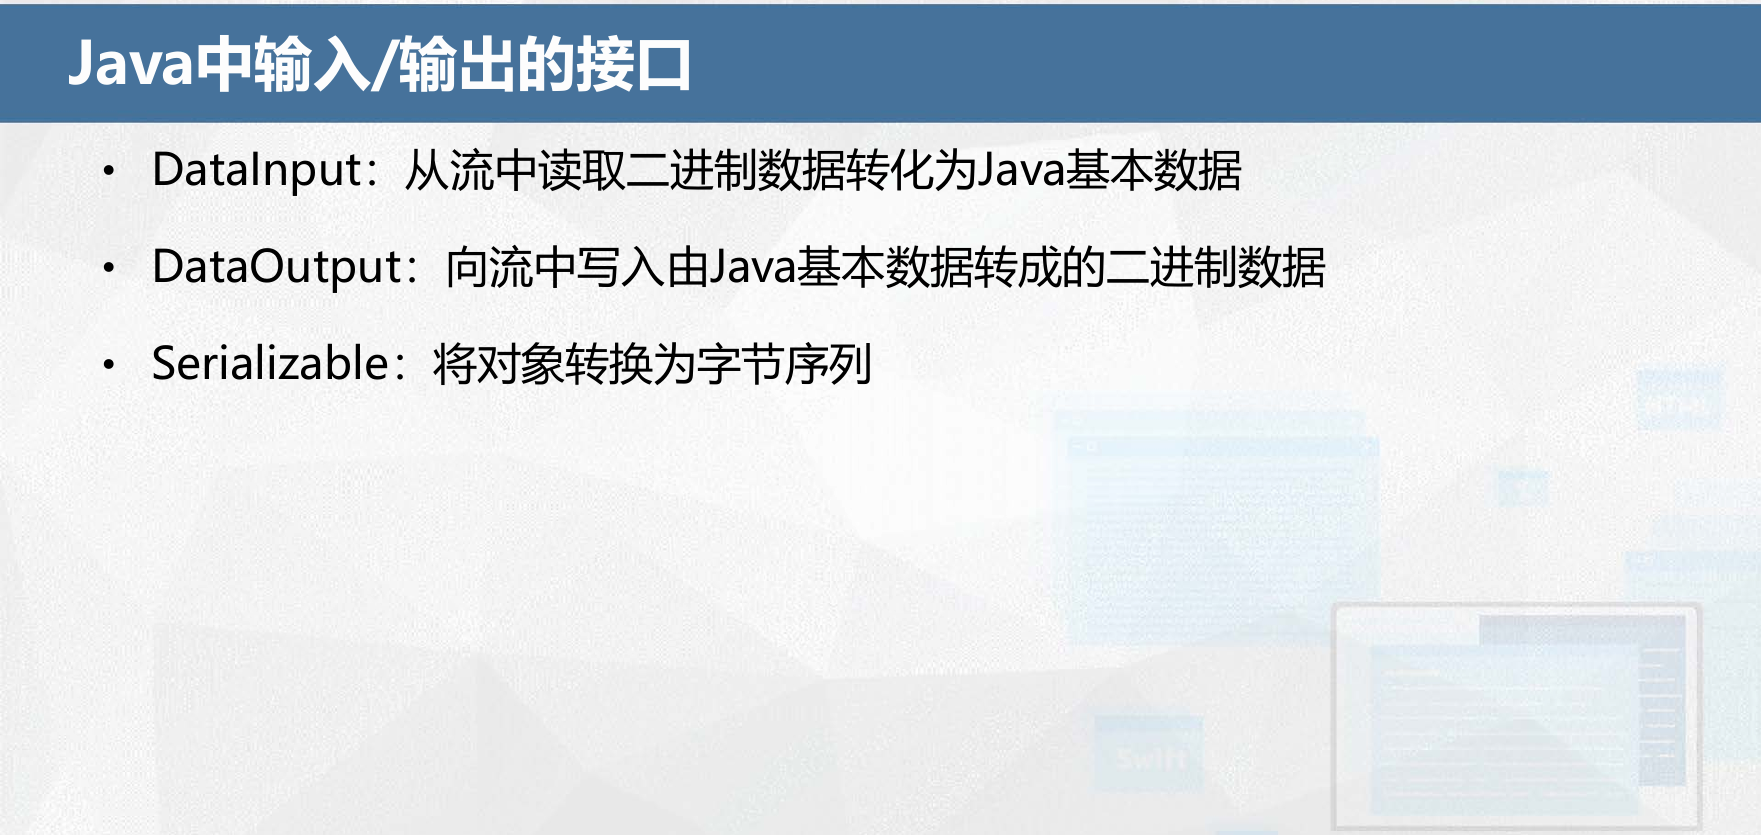 Java中输入/输出的接口
• DataInput：从流中读取二进制数据转化为Java基本数据
• DataOutput：向流中写入由Java基本数据转成的二进制数据
• Serializable：将对象转换为字节序列
HTML
Swift